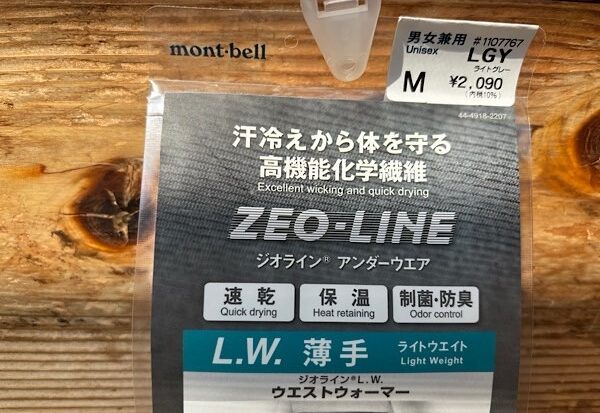 mont-bell
男女兼用 #1107767
Unisex LGY
ライトグレー
M ¥2,090
(内税10%)
44-4918-2207
汗冷えから体を守る
高機能化学繊維
Excellent wicking and quick drying
ZEO-LINE
ジオライン® アンダーウエア
速乾 保温 制菌・防臭
Quick drying Heat retaining Odor control
L.W. 薄手 ライトウエイト
Light Weight
ジオライン®L.W.
ウエストウォーマー